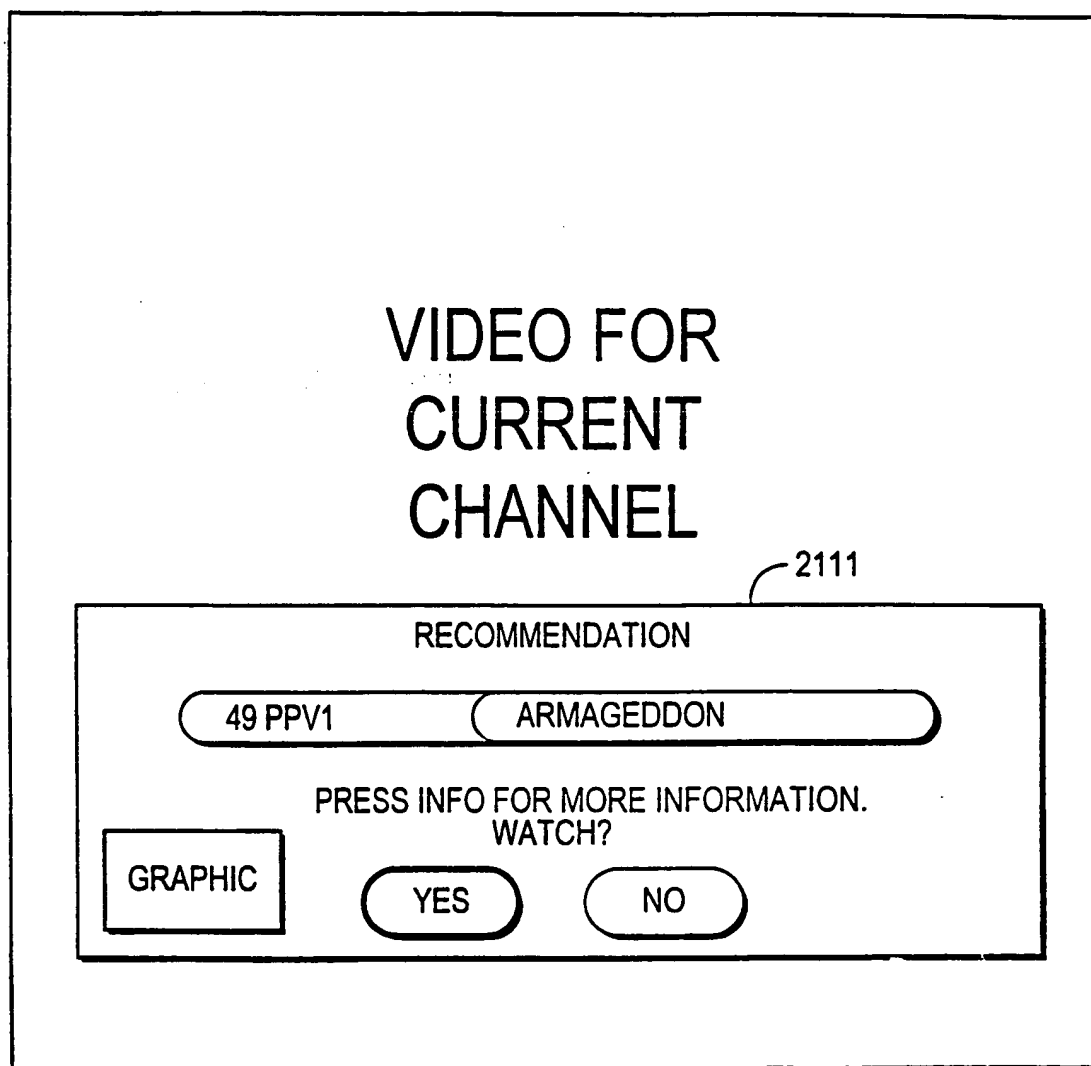 VIDEO FOR
CURRENT
CHANNEL
2111
RECOMMENDATION
49 PPV1 ARMAGEDDON
PRESS INFO FOR MORE INFORMATION.
WATCH?
GRAPHIC
YES NO